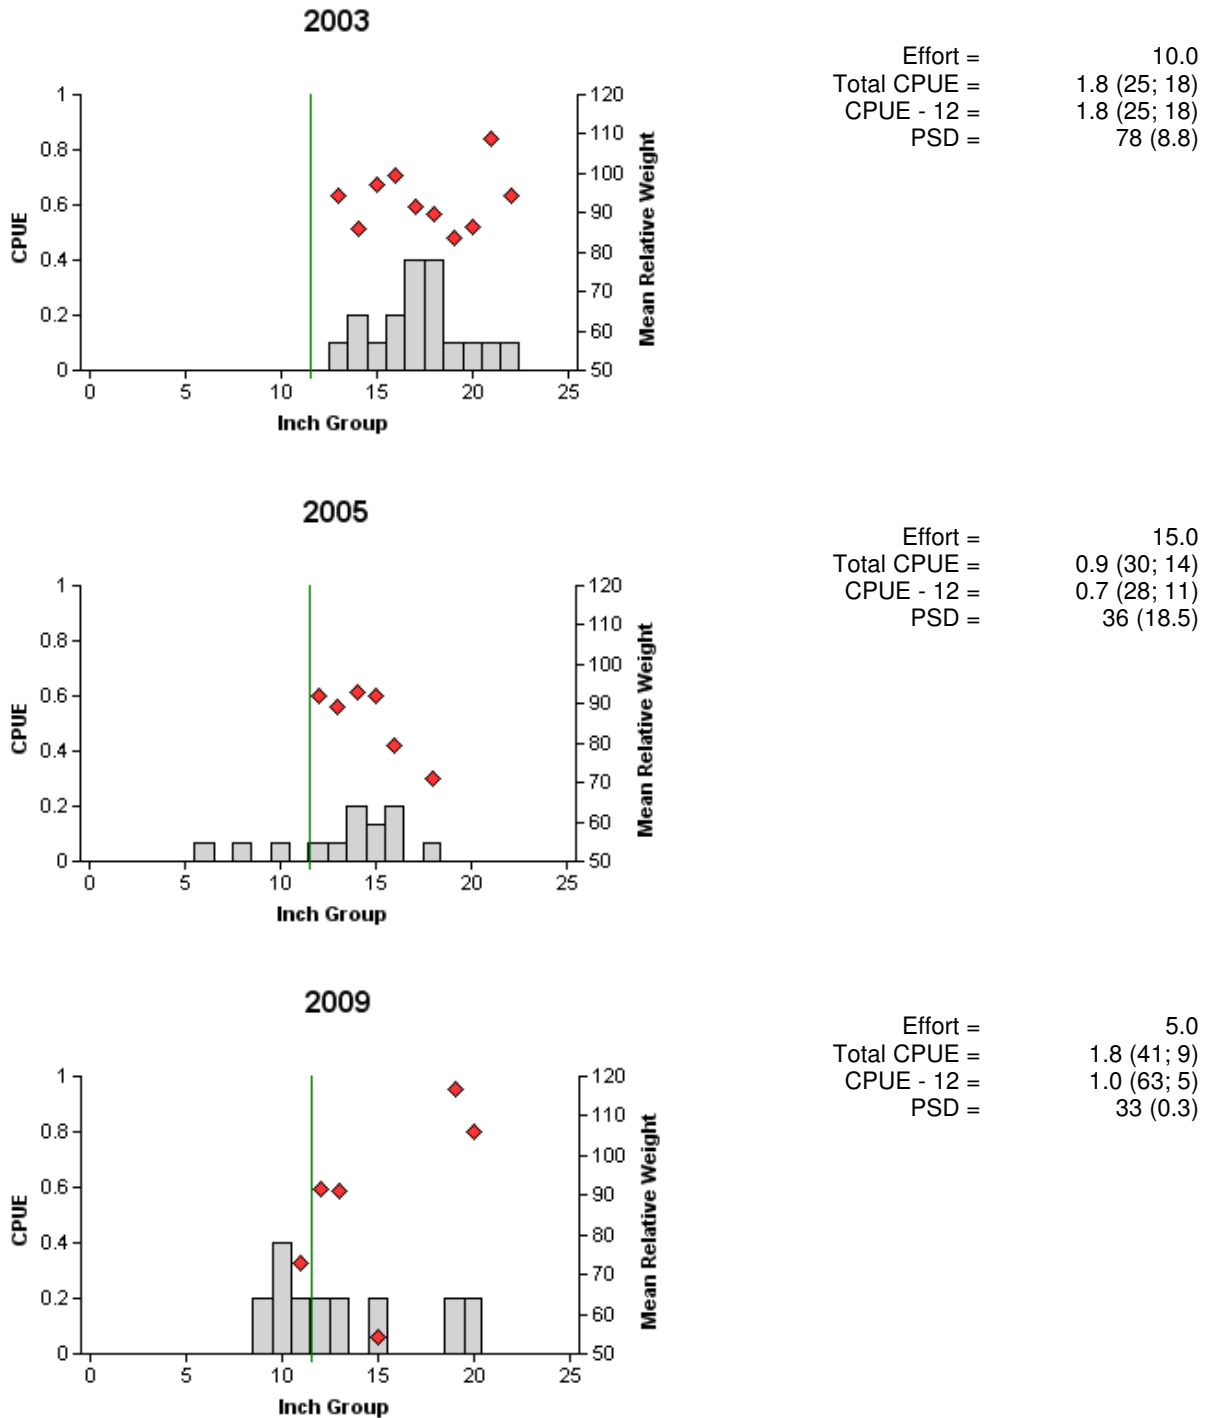 2003
Effort = 10.0
Total CPUE = 1.8 (25; 18)
CPUE - 12 = 1.8 (25; 18)
PSD = 78 (8.8)
1
0.8
0.6
0.4
0.2
0
CPUE
120
110
100
90
80
70
60
50
Mean Relative Weight
0 5 10 15 20 25
Inch Group
2005
Effort = 15.0
Total CPUE = 0.9 (30; 14)
CPUE - 12 = 0.7 (28; 11)
PSD = 36 (18.5)
1
0.8
0.6
0.4
0.2
0
CPUE
120
110
100
90
80
70
60
50
Mean Relative Weight
0 5 10 15 20 25
Inch Group
2009
Effort = 5.0
Total CPUE = 1.8 (41; 9)
CPUE - 12 = 1.0 (63; 5)
PSD = 33 (0.3)
1
0.8
0.6
0.4
0.2
0
CPUE
120
110
100
90
80
70
60
50
Mean Relative Weight
0 5 10 15 20 25
Inch Group